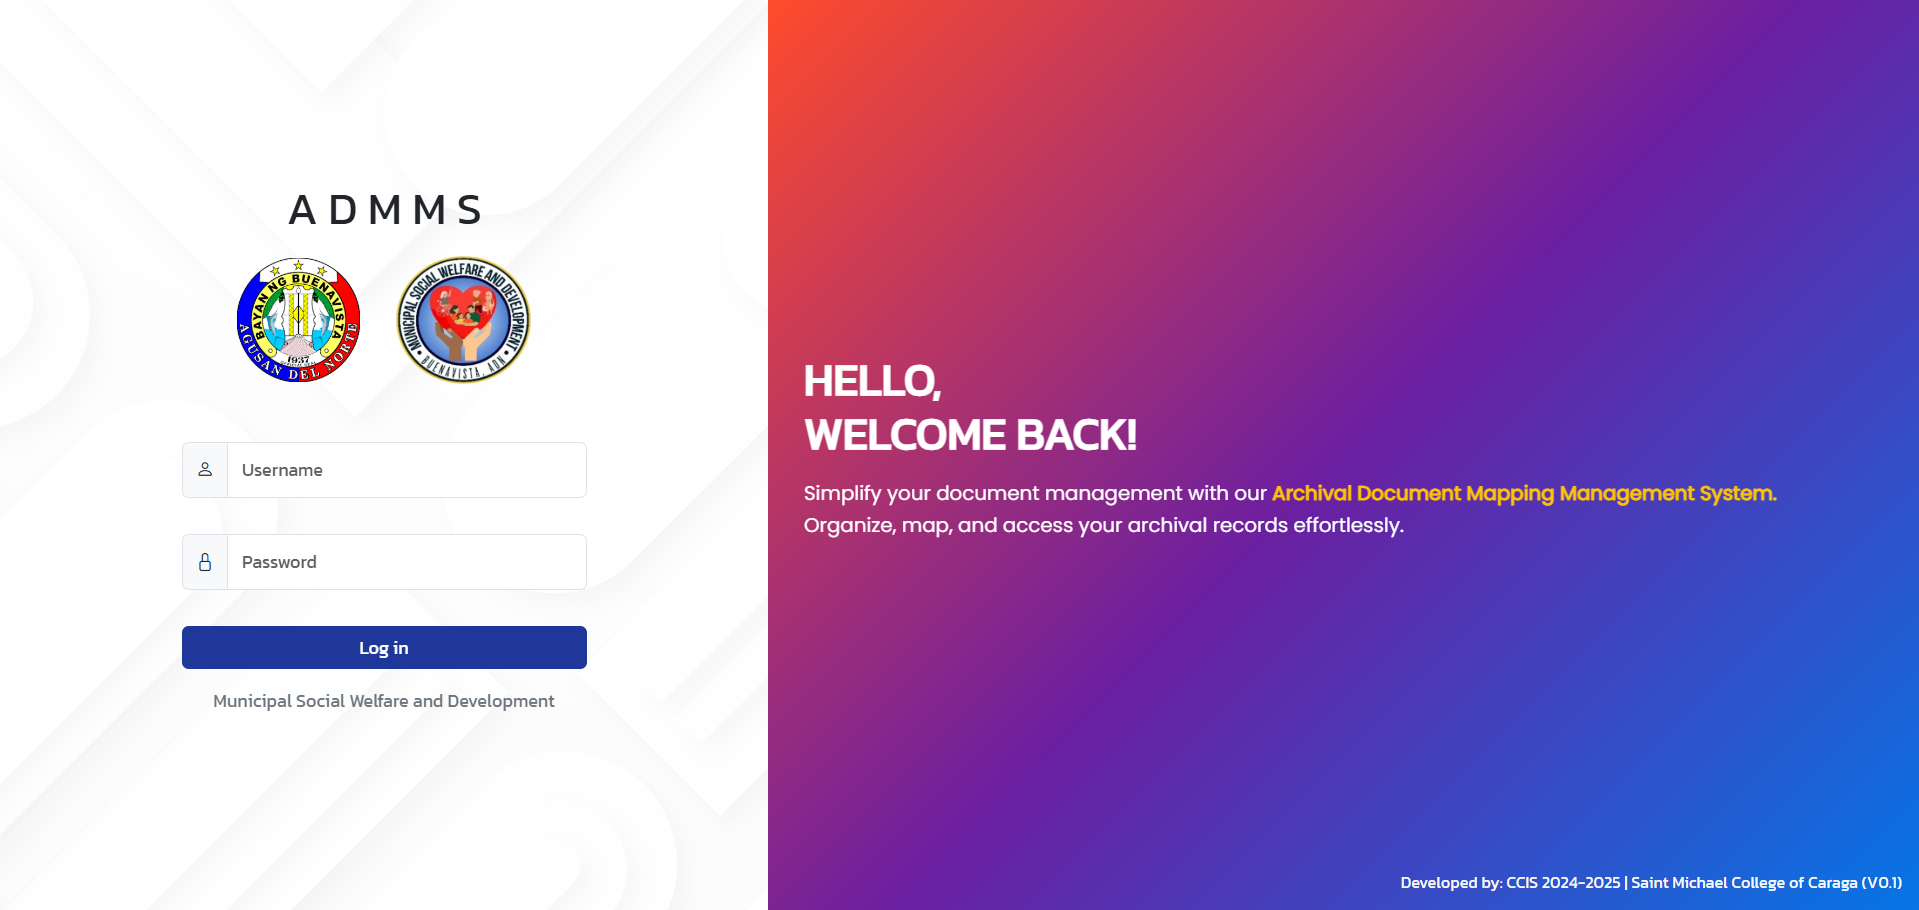 ADMMS
BAYAN NG BUENAVISTA
1937
AGUSAN DEL NORTE
MUNICIPAL SOCIAL WELFARE AND DEVELOPMENT
BUENAVISTA, ADN
Username
Password
Log in
Municipal Social Welfare and Development
HELLO,
WELCOME BACK!
Simplify your document management with our Archival Document Mapping Management System.
Organize, map, and access your archival records effortlessly.
Developed by: CCIS 2024-2025 | Saint Michael College of Caraga (V0.1)